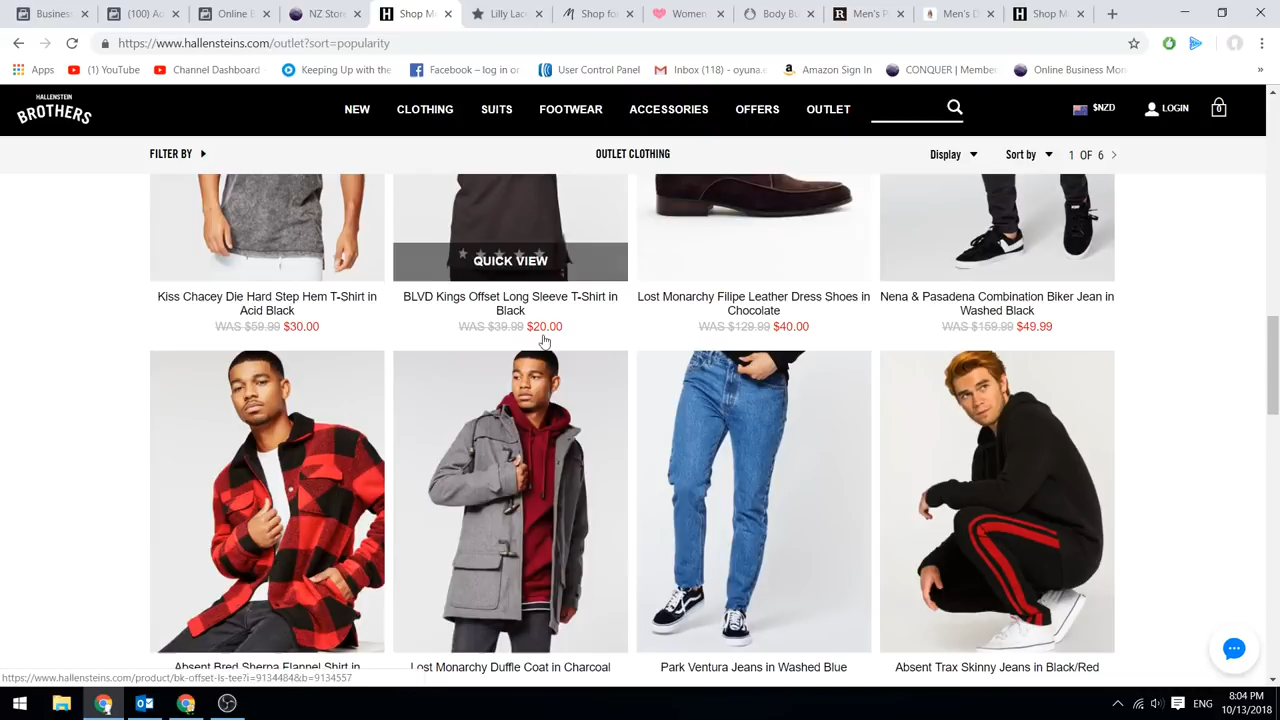 Business
(100) Ac
Online B
NZ Store
Shop Me
Lilly Lace
Shop for
Women
Body Bu
Men's P
Men's D
Shop Me
https://www.hallensteins.com/outlet?sort=popularity
Apps
(1) YouTube
Channel Dashboard
Keeping Up with the
Facebook – log in or
User Control Panel
Inbox (118) - oyuna.e
Amazon Sign In
CONQUER | Member
Online Business Mon
»
HALLENSTEIN
BROTHERS
NEW
CLOTHING
SUITS
FOOTWEAR
ACCESSORIES
OFFERS
OUTLET
$NZD
LOGIN
0
FILTER BY
OUTLET CLOTHING
Display
Sort by
1 OF 6
QUICK VIEW
Kiss Chacey Die Hard Step Hem T-Shirt in
Acid Black
WAS $59.99 $30.00
BLVD Kings Offset Long Sleeve T-Shirt in
Black
WAS $39.99 $20.00
Lost Monarchy Filipe Leather Dress Shoes in
Chocolate
WAS $129.99 $40.00
Nena & Pasadena Combination Biker Jean in
Washed Black
WAS $159.99 $49.99
Absent Bred Sherpa Flannel Shirt in
Lost Monarchy Duffle Coat in Charcoal
Park Ventura Jeans in Washed Blue
Absent Trax Skinny Jeans in Black/Red
https://www.hallensteins.com/product/bk-offset-ls-tee?i=9134484&b=9134557
ENG
8:04 PM
10/13/2018